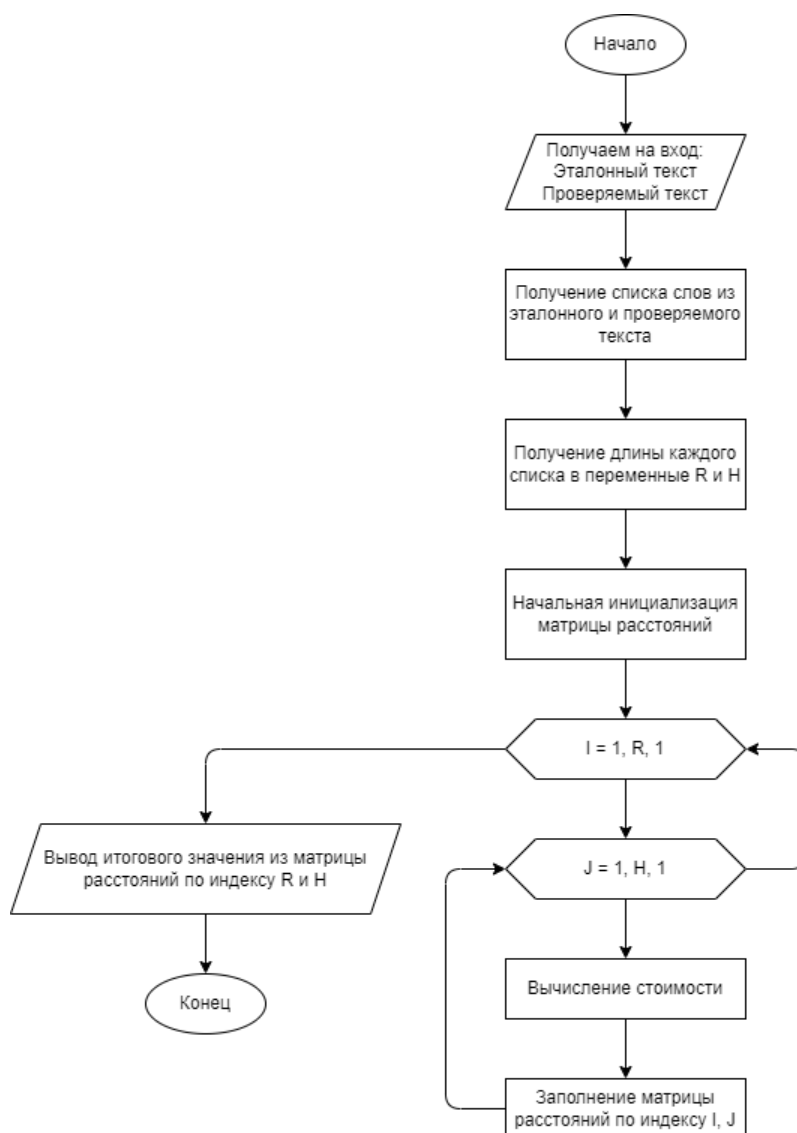 Начало
Получаем на вход:
Эталонный текст
Проверяемый текст
Получение списка слов из
эталонного и проверяемого
текста
Получение длины каждого
списка в переменные R и H
Начальная инициализация
матрицы расстояний
I = 1, R, 1
Вывод итогового значения из матрицы
расстояний по индексу R и H
J = 1, H, 1
Вычисление стоимости
Конец
Заполнение матрицы
расстояний по индексу I, J